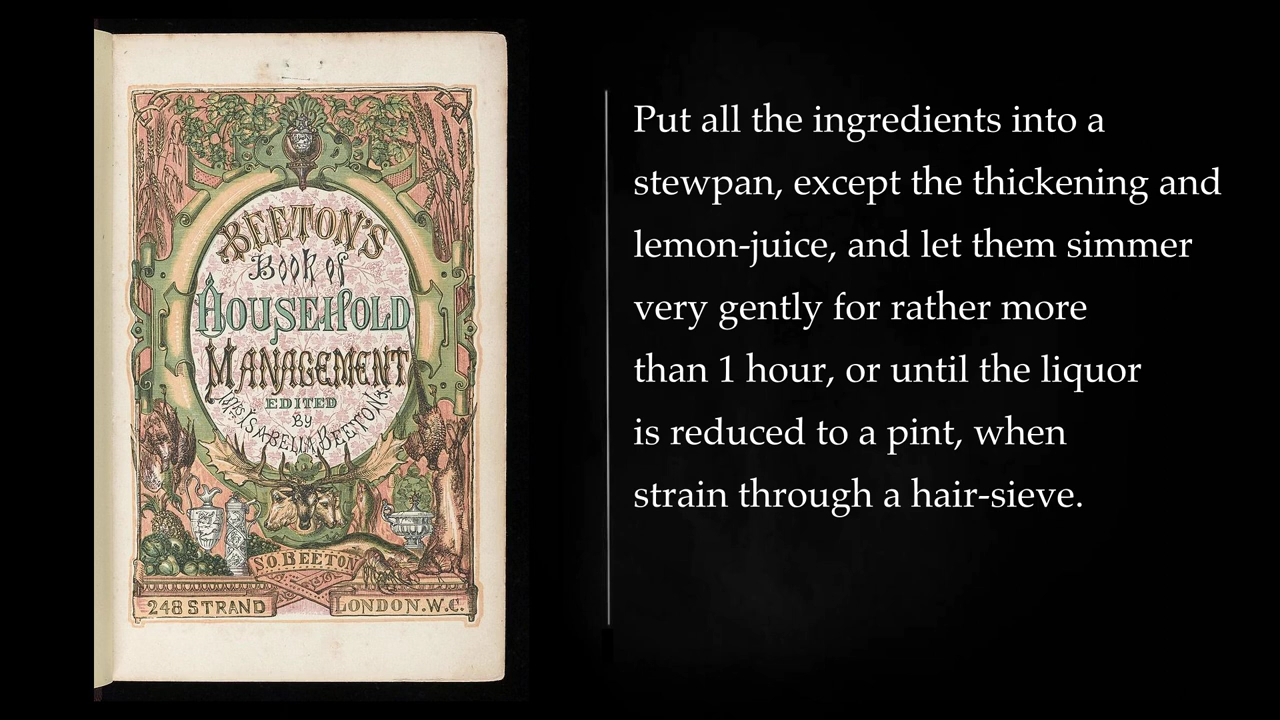 BEETON'S
Book of
HOUSEHOLD
MANAGEMENT
EDITED
By
MRS ISABELLA BEETON.
S.O. BEETON
248 STRAND
LONDON. W.C.
Put all the ingredients into a
stewpan, except the thickening and
lemon-juice, and let them simmer
very gently for rather more
than 1 hour, or until the liquor
is reduced to a pint, when
strain through a hair-sieve.